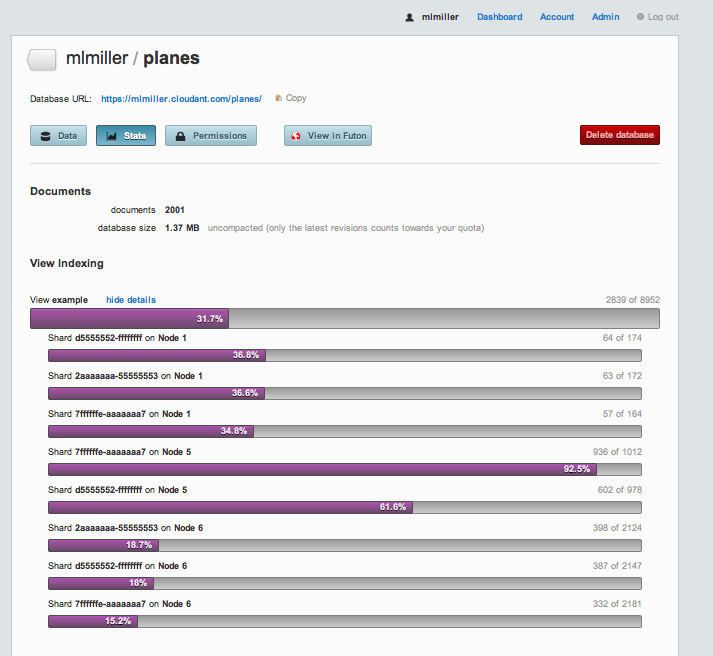 mlmiller Dashboard Account Admin Log out
mlmiller / planes
Database URL: https://mlmiller.cloudant.com/planes/ Copy
Data Stats Permissions View in Futon Delete database
Documents
documents 2001
database size 1.37 MB uncompacted (only the latest revisions counts towards your quota)
View Indexing
View example hide details 2839 of 8952
31.7%
Shard d5555552-ffffffff on Node 1 64 of 174
36.8%
Shard 2aaaaaaa-55555553 on Node 1 63 of 172
36.6%
Shard 7ffffffe-aaaaaaa7 on Node 1 57 of 164
34.8%
Shard 7ffffffe-aaaaaaa7 on Node 5 936 of 1012
92.5%
Shard d5555552-ffffffff on Node 5 602 of 978
61.6%
Shard 2aaaaaaa-55555553 on Node 6 398 of 2124
18.7%
Shard d5555552-ffffffff on Node 6 387 of 2147
18%
Shard 7ffffffe-aaaaaaa7 on Node 6 332 of 2181
15.2%